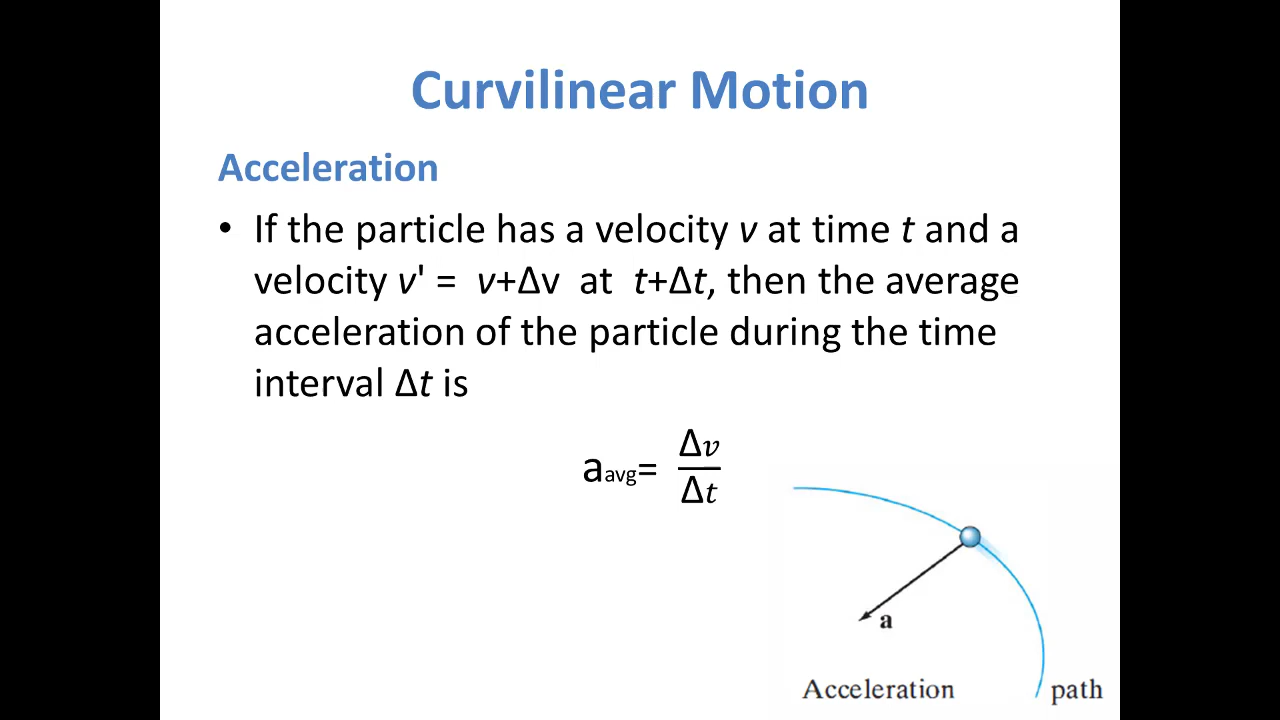 Curvilinear Motion
Acceleration
• If the particle has a velocity v at time t and a
velocity v' = v+Δv at t+Δt, then the average
acceleration of the particle during the time
interval Δt is
aavg= Δv/Δt
a
Acceleration path